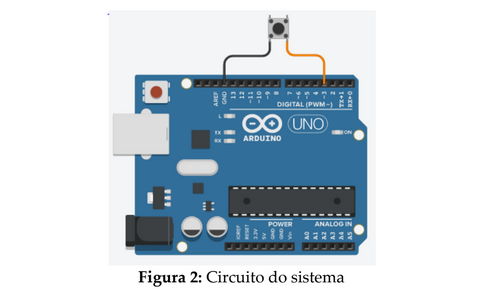 AREF
GND
13
12
~11
~10
~9
8
7
~6
~5
4
~3
2
TX→1
RX←0
DIGITAL (PWM~)
L
TX
RX
ARDUINO
UNO
ON
POWER
ANALOG IN
IOREF
RESET
3.3V
5V
GND
GND
Vin
A0
A1
A2
A3
A4
A5
Figura 2: Circuito do sistema